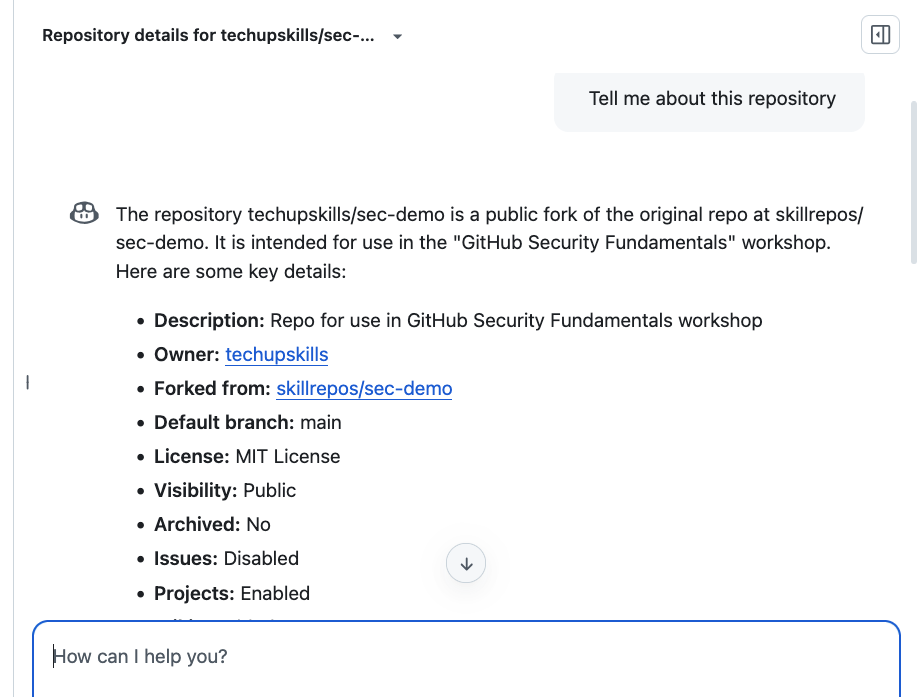 Repository details for techupskills/sec-...
Tell me about this repository
The repository techupskills/sec-demo is a public fork of the original repo at skillrepos/
sec-demo. It is intended for use in the "GitHub Security Fundamentals" workshop.
Here are some key details:
• Description: Repo for use in GitHub Security Fundamentals workshop
• Owner: techupskills
• Forked from: skillrepos/sec-demo
• Default branch: main
• License: MIT License
• Visibility: Public
• Archived: No
• Issues: Disabled
• Projects: Enabled
How can I help you?